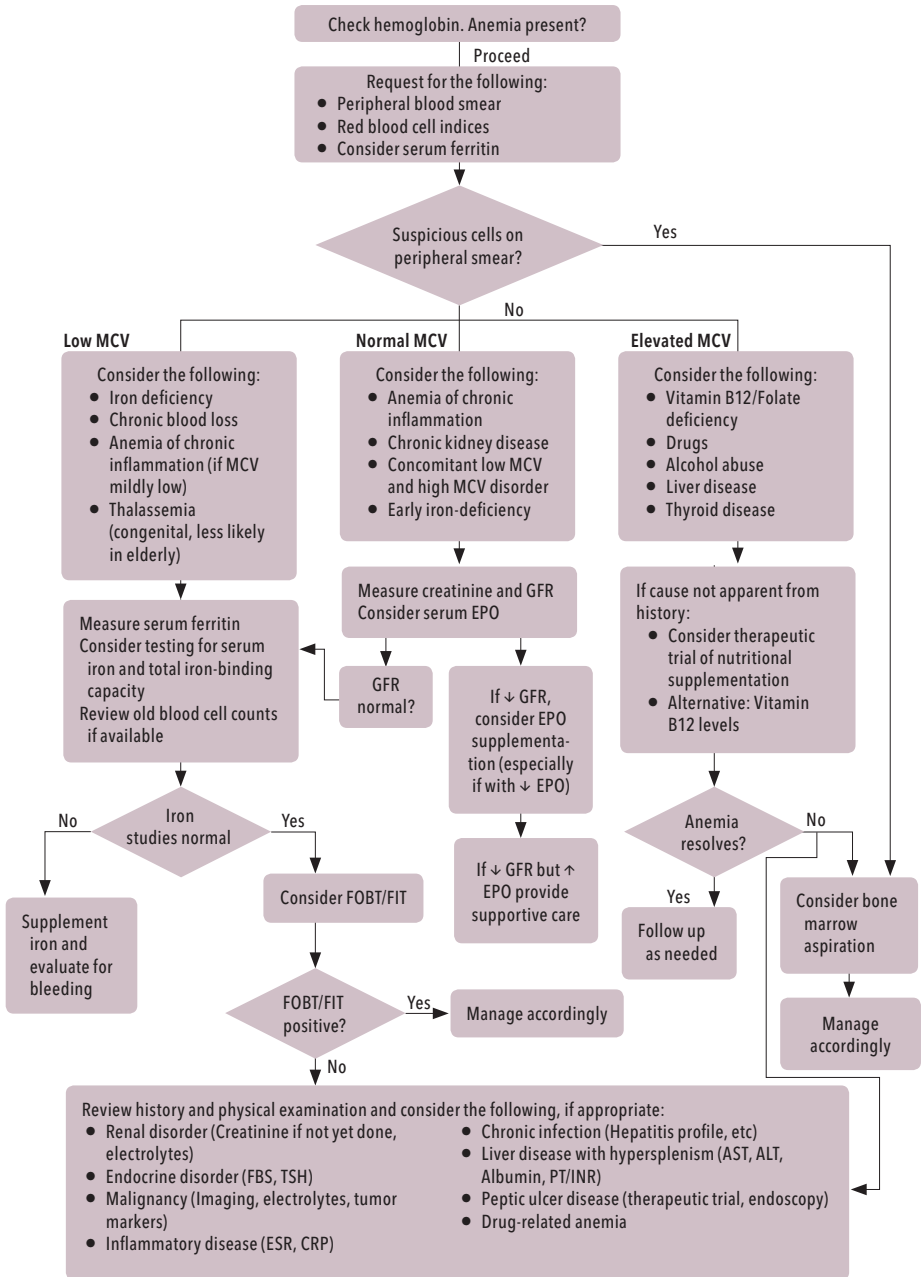 Check hemoglobin. Anemia present?
Proceed
Request for the following:
● Peripheral blood smear
● Red blood cell indices
● Consider serum ferritin
Suspicious cells on
peripheral smear?
Yes
No
Low MCV
Consider the following:
● Iron deficiency
● Chronic blood loss
● Anemia of chronic
inflammation (if MCV
mildly low)
● Thalassemia
(congenital, less likely
in elderly)
Normal MCV
Consider the following:
● Anemia of chronic
inflammation
● Chronic kidney disease
● Concomitant low MCV
and high MCV disorder
● Early iron-deficiency
Elevated MCV
Consider the following:
● Vitamin B12/Folate
deficiency
● Drugs
● Alcohol abuse
● Liver disease
● Thyroid disease
Measure serum ferritin
Consider testing for serum
iron and total iron-binding
capacity
Review old blood cell counts
if available
Measure creatinine and GFR
Consider serum EPO
GFR
normal?
If ↓ GFR,
consider EPO
supplementa-
tion (especially
if with ↓ EPO)
If ↓ GFR but ↑
EPO provide
supportive care
If cause not apparent from
history:
● Consider therapeutic
trial of nutritional
supplementation
● Alternative: Vitamin
B12 levels
Iron
studies normal
No
Yes
Supplement
iron and
evaluate for
bleeding
Consider FOBT/FIT
FOBT/FIT
positive?
Yes
Manage accordingly
No
Anemia
resolves?
No
Yes
Follow up
as needed
Consider bone
marrow
aspiration
Manage
accordingly
Review history and physical examination and consider the following, if appropriate:
● Renal disorder (Creatinine if not yet done,
electrolytes)
● Endocrine disorder (FBS, TSH)
● Malignancy (Imaging, electrolytes, tumor
markers)
● Inflammatory disease (ESR, CRP)
● Chronic infection (Hepatitis profile, etc)
● Liver disease with hypersplenism (AST, ALT,
Albumin, PT/INR)
● Peptic ulcer disease (therapeutic trial, endoscopy)
● Drug-related anemia